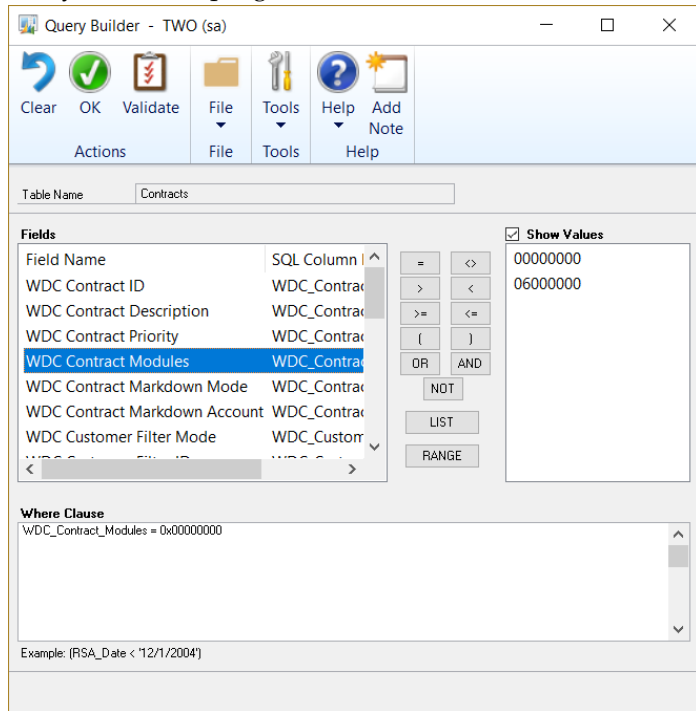 Query Builder - TWO (sa)
Clear OK Validate File Tools Help Add Note
Actions File Tools Help
Table Name Contracts
Fields
Show Values
Field Name SQL Column
WDC Contract ID WDC_Contrac
WDC Contract Description WDC_Contrac
WDC Contract Priority WDC_Contrac
WDC Contract Modules WDC_Contrac
WDC Contract Markdown Mode WDC_Contrac
WDC Contract Markdown Account WDC_Contrac
WDC Customer Filter Mode WDC_Custom
= <>
> <
>= <=
( )
OR AND
NOT
LIST
RANGE
00000000
06000000
Where Clause
WDC_Contract_Modules = 0x00000000
Example: (RSA_Date < '12/1/2004')